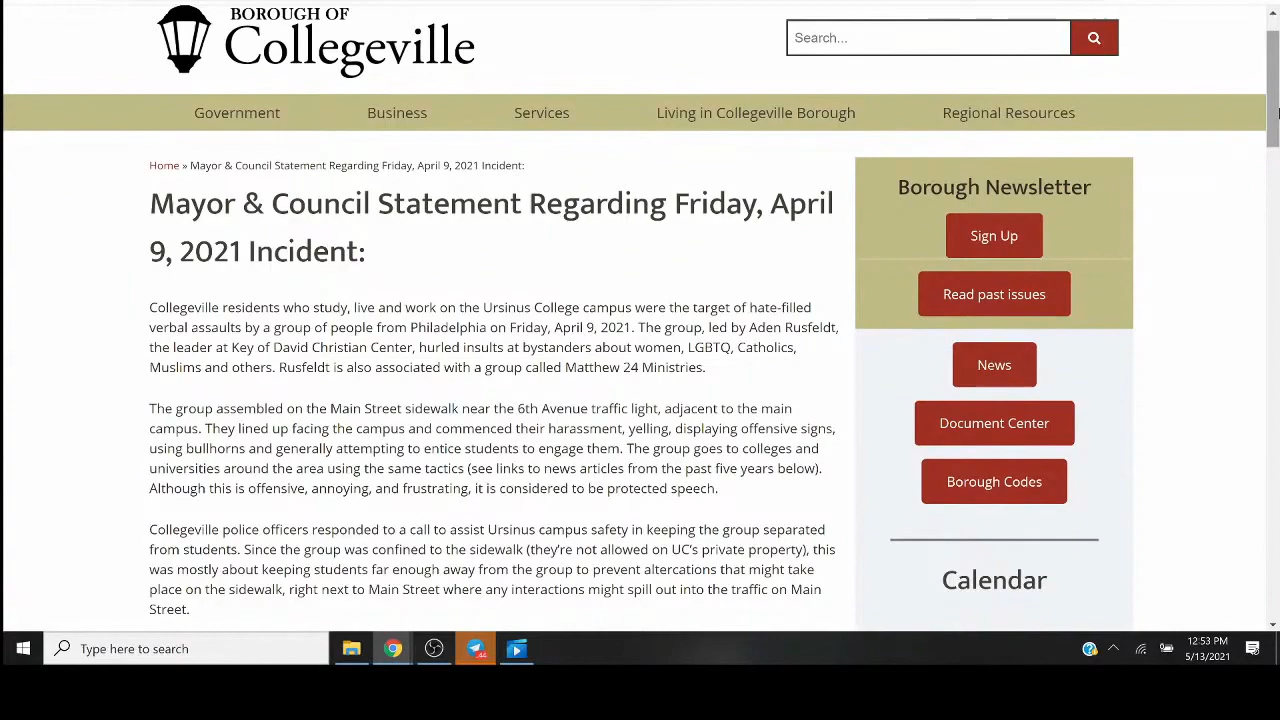 BOROUGH OF
Collegeville
Search...
Government Business Services Living in Collegeville Borough Regional Resources
Home » Mayor & Council Statement Regarding Friday, April 9, 2021 Incident:
Mayor & Council Statement Regarding Friday, April
9, 2021 Incident:
Collegeville residents who study, live and work on the Ursinus College campus were the target of hate-filled
verbal assaults by a group of people from Philadelphia on Friday, April 9, 2021. The group, led by Aden Rusfeldt,
the leader at Key of David Christian Center, hurled insults at bystanders about women, LGBTQ, Catholics,
Muslims and others. Rusfeldt is also associated with a group called Matthew 24 Ministries.
The group assembled on the Main Street sidewalk near the 6th Avenue traffic light, adjacent to the main
campus. They lined up facing the campus and commenced their harassment, yelling, displaying offensive signs,
using bullhorns and generally attempting to entice students to engage them. The group goes to colleges and
universities around the area using the same tactics (see links to news articles from the past five years below).
Although this is offensive, annoying, and frustrating, it is considered to be protected speech.
Collegeville police officers responded to a call to assist Ursinus campus safety in keeping the group separated
from students. Since the group was confined to the sidewalk (they're not allowed on UC's private property), this
was mostly about keeping students far enough away from the group to prevent altercations that might take
place on the sidewalk, right next to Main Street where any interactions might spill out into the traffic on Main
Street.
Borough Newsletter
Sign Up
Read past issues
News
Document Center
Borough Codes
Calendar
Type here to search
44
12:53 PM
5/13/2021